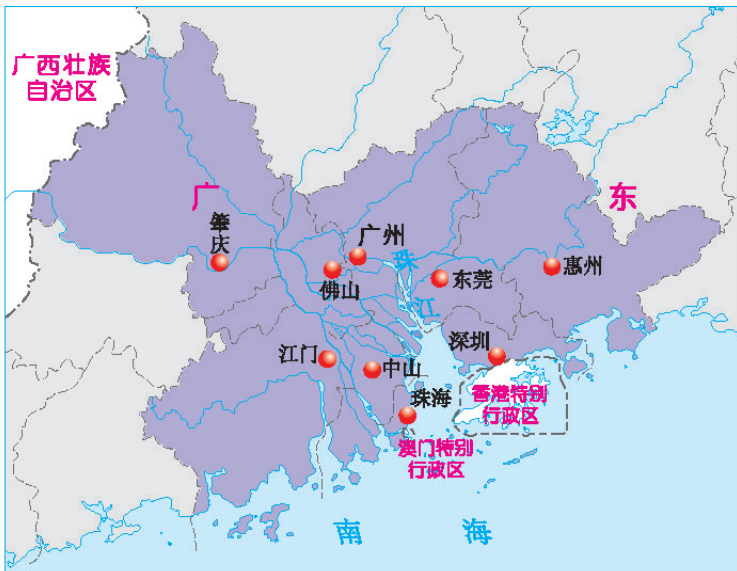 广西壮族
自治区
广
东
肇庆
广州
珠江
佛山
东莞
惠州
江门
中山
深圳
珠海
香港特别
行政区
澳门特别
行政区
南海